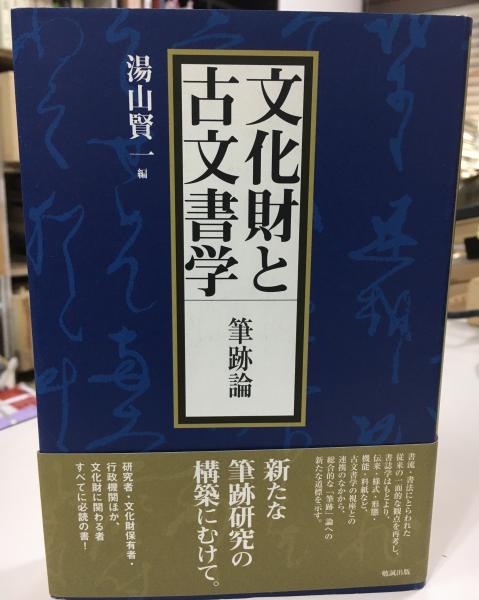 文化財と
古文書学
筆跡論
湯山賢一 編
書流・書法にとらわれた
従来の一面的な観点を再考し、
書誌学はもとより、
伝来・様式・形態・
機能・料紙など、
古文書学の視座との
連携のなかから、
総合的な「筆跡」論への
新たな道標を示す。
新たな
筆跡研究の
構築にむけて。
研究者・文化財保有者・
行政機関ほか、
文化財に関わる者
すべてに必読の書!
勉誠出版